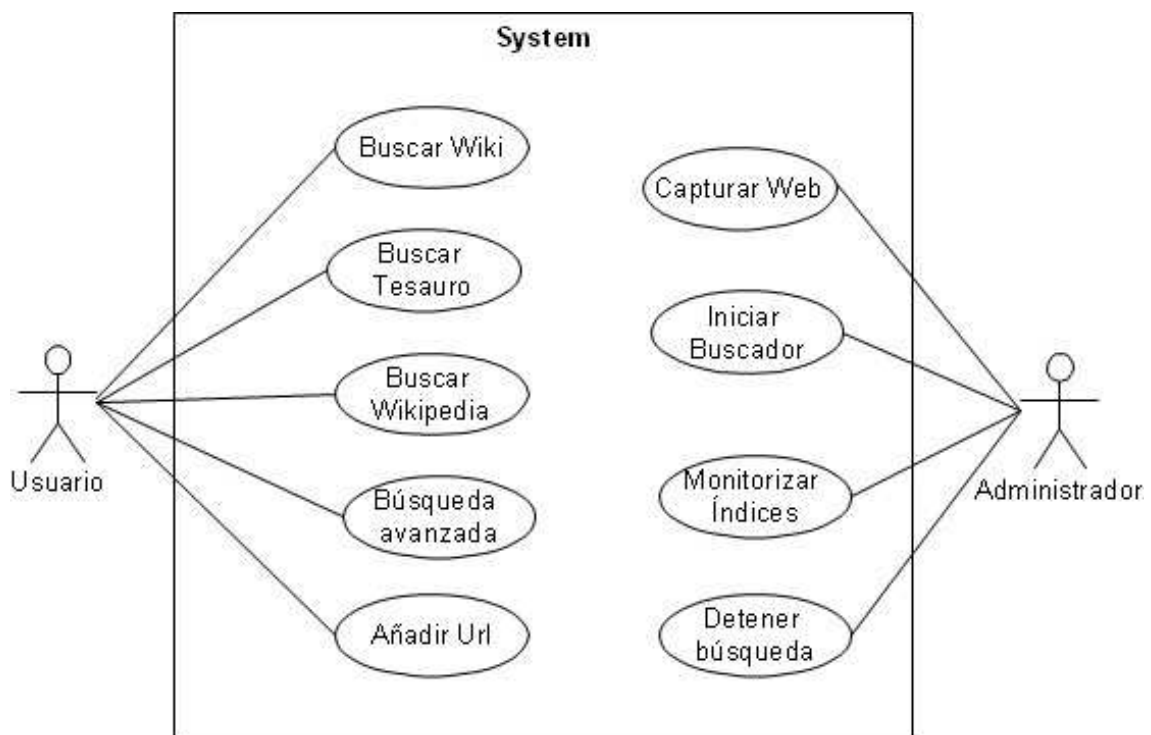 System
Buscar Wiki
Buscar
Tesauro
Buscar
Wikipedia
Búsqueda
avanzada
Añadir Url
Capturar Web
Iniciar
Buscador
Monitorizar
Índices
Detener
búsqueda
Usuario
Administrador